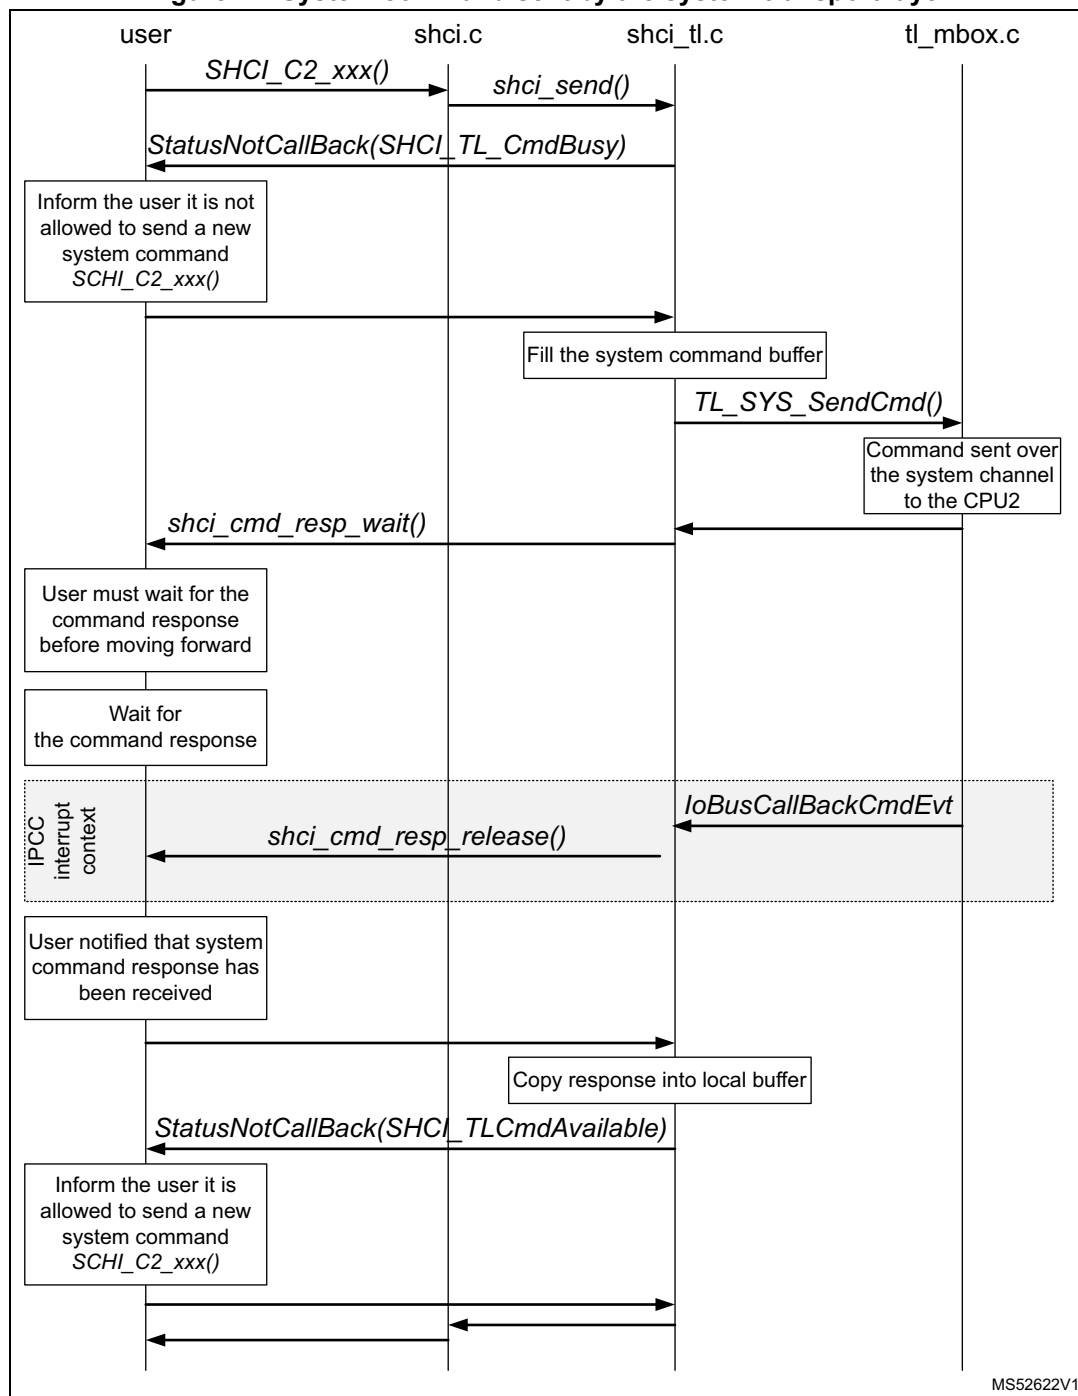 user shci.c shci_tl.c tl_mbox.c
SHCI_C2_xxx()
shci_send()
StatusNotCallBack(SHCI_TL_CmdBusy)
Inform the user it is not
allowed to send a new
system command
SCHI_C2_xxx()
Fill the system command buffer
TL_SYS_SendCmd()
Command sent over
the system channel
to the CPU2
shci_cmd_resp_wait()
User must wait for the
command response
before moving forward
Wait for
the command response
IPCC
interrupt
context
IoBusCallBackCmdEvt
shci_cmd_resp_release()
User notified that system
command response has
been received
Copy response into local buffer
StatusNotCallBack(SHCI_TLCmdAvailable)
Inform the user it is
allowed to send a new
system command
SCHI_C2_xxx()
MS52622V1